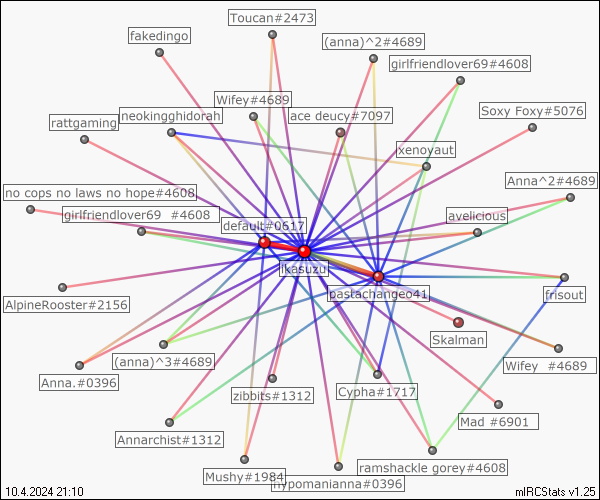 Toucan#2473
fakedingo
(anna)^2#4689
girlfriendlover69#4608
Wifey#4689
neokingghidorah
ace deucy#7097
Soxy Foxy#5076
rattgaming
xenoyaut
Anna^2#4689
no cops no laws no hope#4608
girlfriendlover69 #4608
avelicious
default#0617
ikasuzu
pastachangeo41
frisout
AlpineRooster#2156
Skalman
(anna)^3#4689
Wifey #4689
Anna.#0396
zibbits#1312
Cypha#1717
Mad #6901
Annarchist#1312
ramshackle gorey#4608
Mushy#1984
hypomanianna#0396
10.4.2024 21:10
mIRCStats v1.25